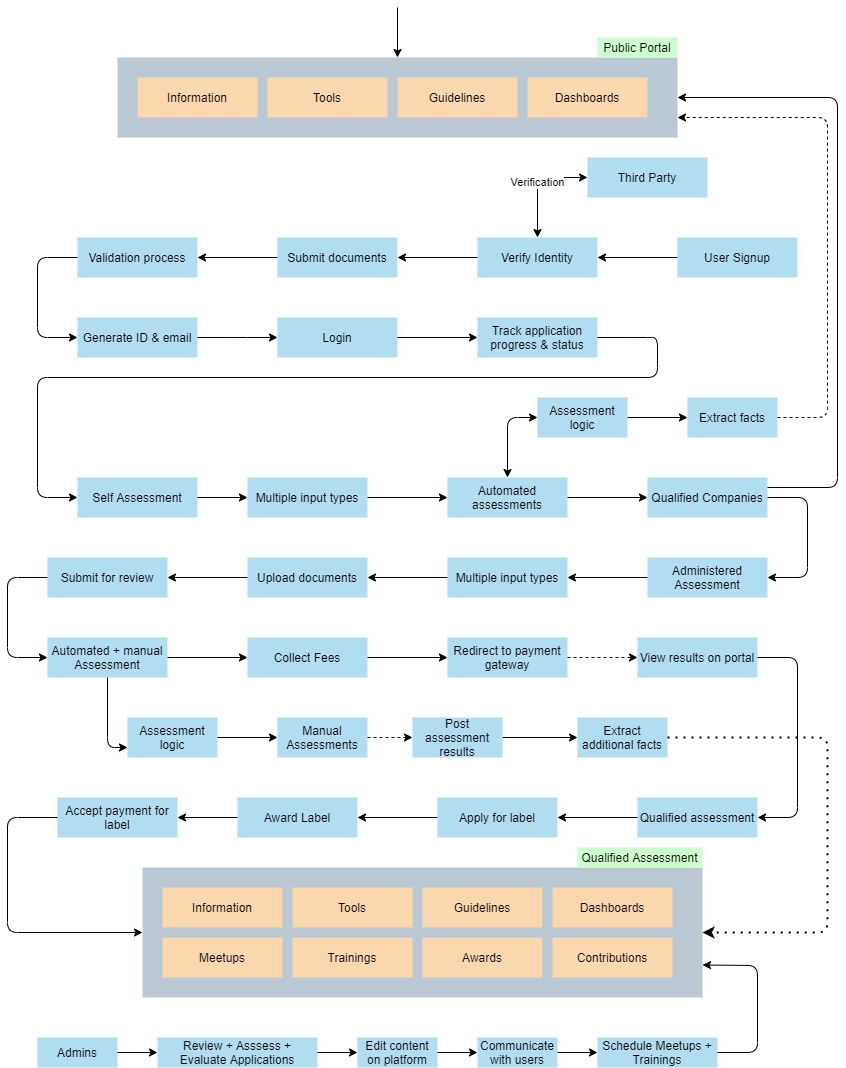 Public Portal
Information
Tools
Guidelines
Dashboards
Verification
Third Party
Validation process
Submit documents
Verify Identity
User Signup
Generate ID & email
Login
Track application
progress & status
Assessment
logic
Extract facts
Self Assessment
Multiple input types
Automated
assessments
Qualified Companies
Submit for review
Upload documents
Multiple input types
Administered
Assessment
Automated + manual
Assessment
Collect Fees
Redirect to payment
gateway
View results on portal
Assessment
logic
Manual
Assessments
Post
assessment
results
Extract
additional facts
Accept payment for
label
Award Label
Apply for label
Qualified assessment
Qualified Assessment
Information
Tools
Guidelines
Dashboards
Meetups
Trainings
Awards
Contributions
Admins
Review + Asssess +
Evaluate Applications
Edit content
on platform
Communicate
with users
Schedule Meetups +
Trainings